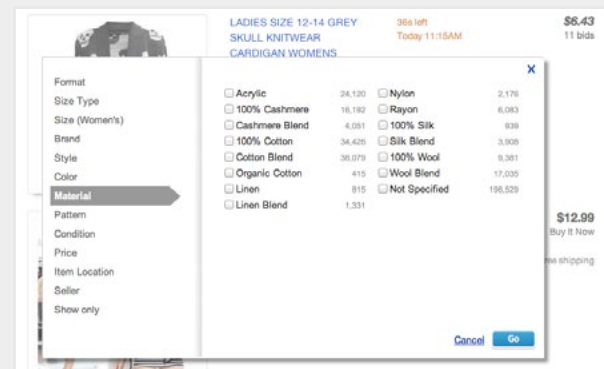 LADIES SIZE 12-14 GREY
SKULL KNITWEAR
CARDIGAN WOMENS
36s left
Today 11:15AM
$6.43
11 bids
X
Format
Size Type
Size (Women's)
Brand
Style
Color
Material
Pattern
Condition
Price
Item Location
Seller
Show only
Acrylic 24,120
100% Cashmere 16,192
Cashmere Blend 4,051
100% Cotton 34,426
Cotton Blend 38,079
Organic Cotton 415
Linen 815
Linen Blend 1,331
Nylon 2,176
Rayon 6,083
100% Silk 939
Silk Blend 3,908
100% Wool 9,381
Wool Blend 17,035
Not Specified 198,529
Cancel Go
$12.99
Buy It Now
shipping